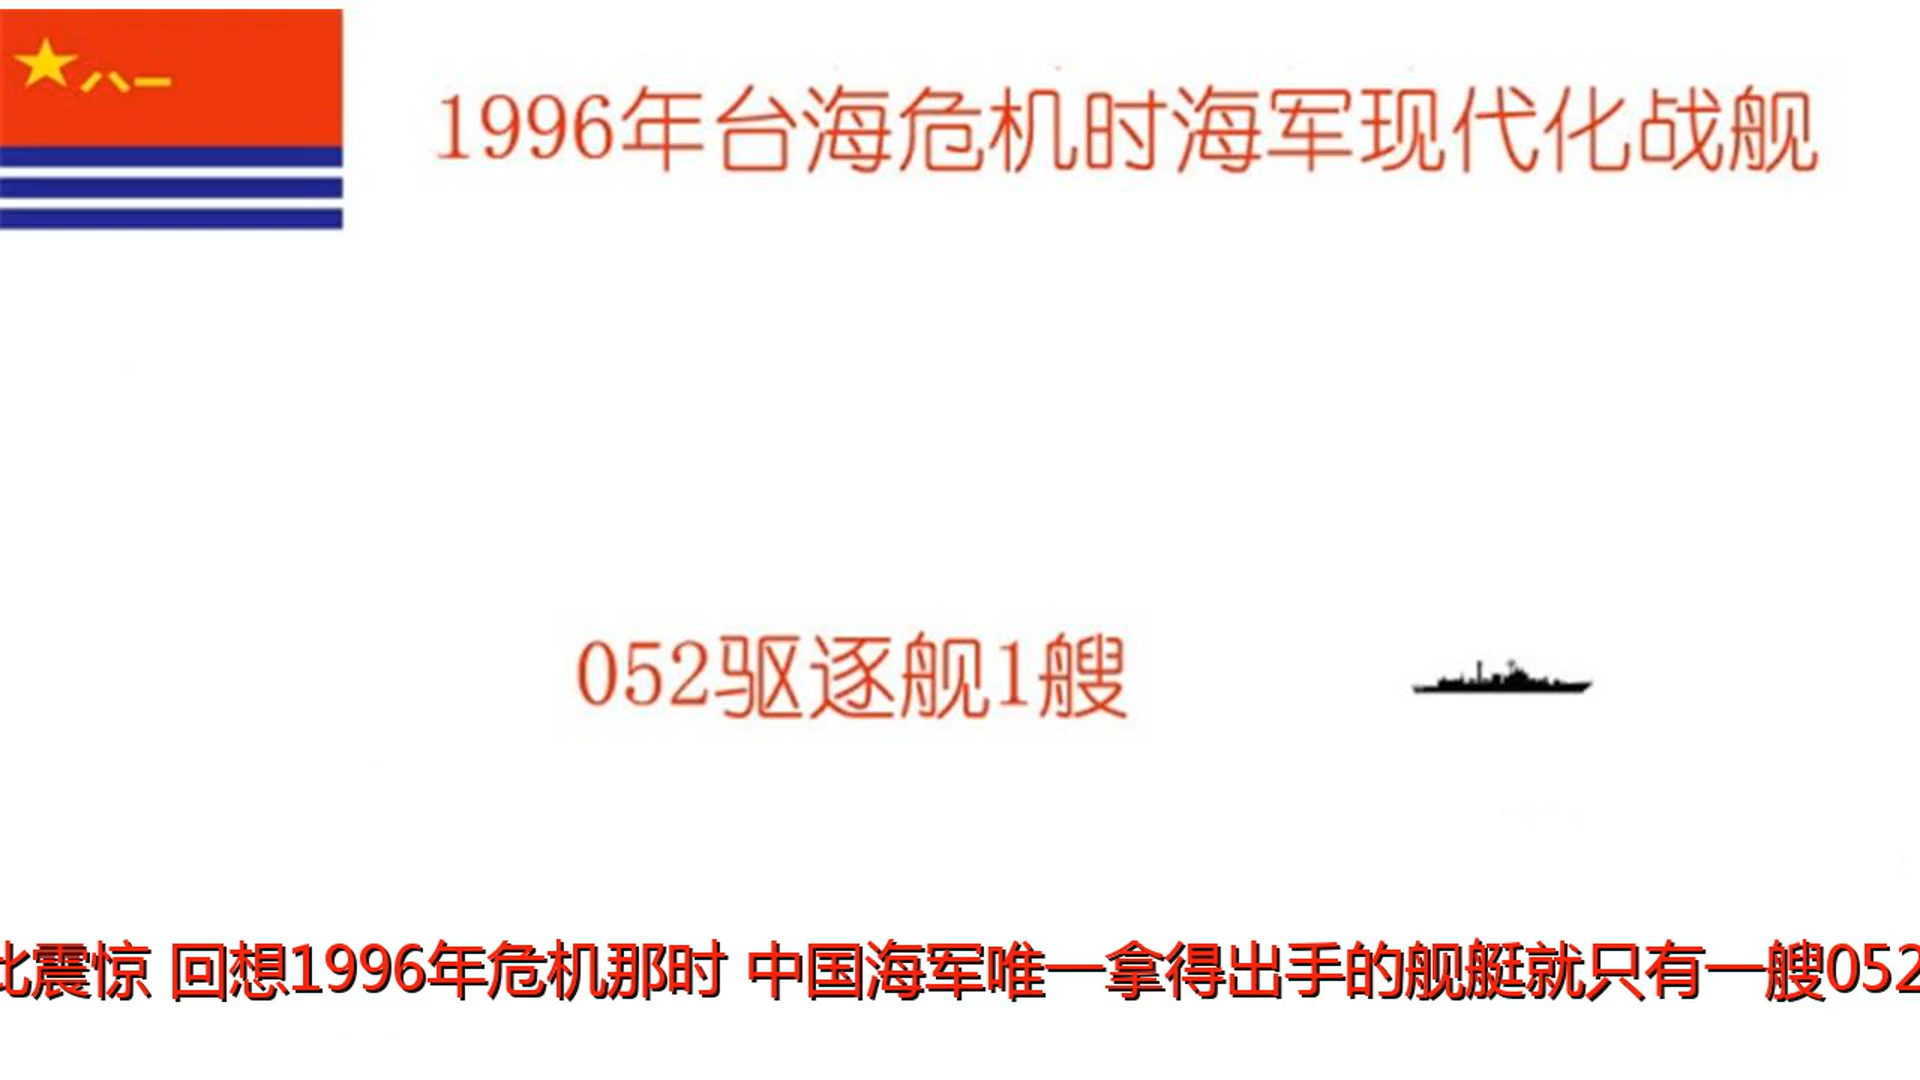 八一
1996年台海危机时海军现代化战舰
052驱逐舰1艘
此震惊 回想1996年危机那时 中国海军唯一拿得出手的舰艇就只有一艘052